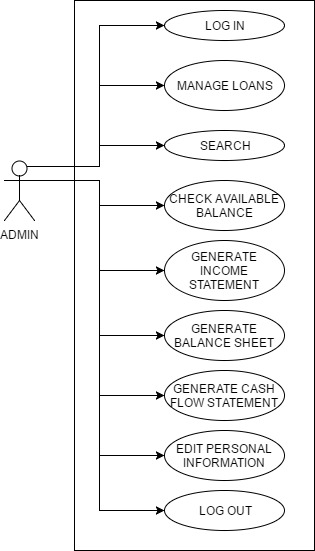 LOG IN
MANAGE LOANS
SEARCH
ADMIN
CHECK AVAILABLE
BALANCE
GENERATE
INCOME
STATEMENT
GENERATE
BALANCE SHEET
GENERATE CASH
FLOW STATEMENT
EDIT PERSONAL
INFORMATION
LOG OUT